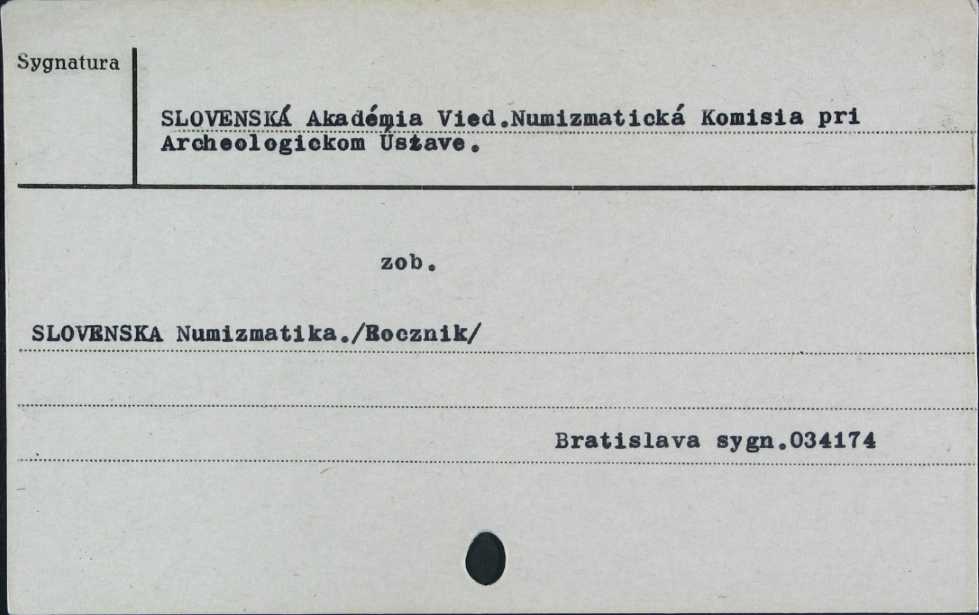 Sygnatura
SLOVENSKÁ Akadémia Vied.Numizmatická Komisia pri
Archeologickom Ústave.
zob.
SLOVENSKA Numizmatika./Rocznik/
Bratislava sygn.034174